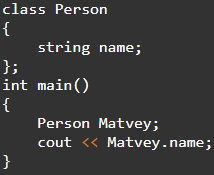 class Person
{
    string name;
};
int main()
{
    Person Matvey;
    cout << Matvey.name;
}